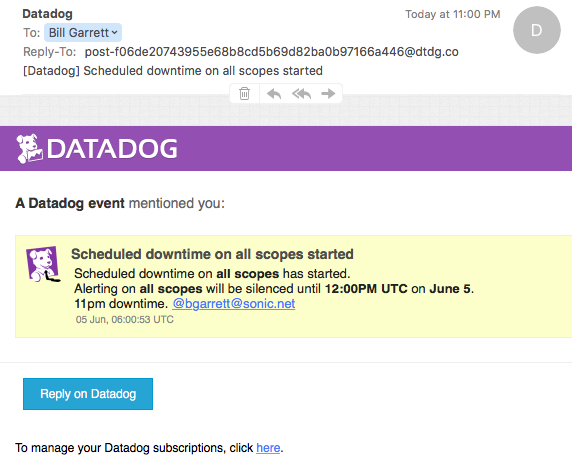 Datadog
Today at 11:00 PM
D
To: Bill Garrett
Reply-To: post-f06de20743955e68b8cd5b69d82ba0b97166a446@dtdg.co
[Datadog] Scheduled downtime on all scopes started
DATADOG
A Datadog event mentioned you:
Scheduled downtime on all scopes started
Scheduled downtime on all scopes has started.
Alerting on all scopes will be silenced until 12:00PM UTC on June 5.
11pm downtime. @bgarrett@sonic.net
05 Jun, 06:00:53 UTC
Reply on Datadog
To manage your Datadog subscriptions, click here.